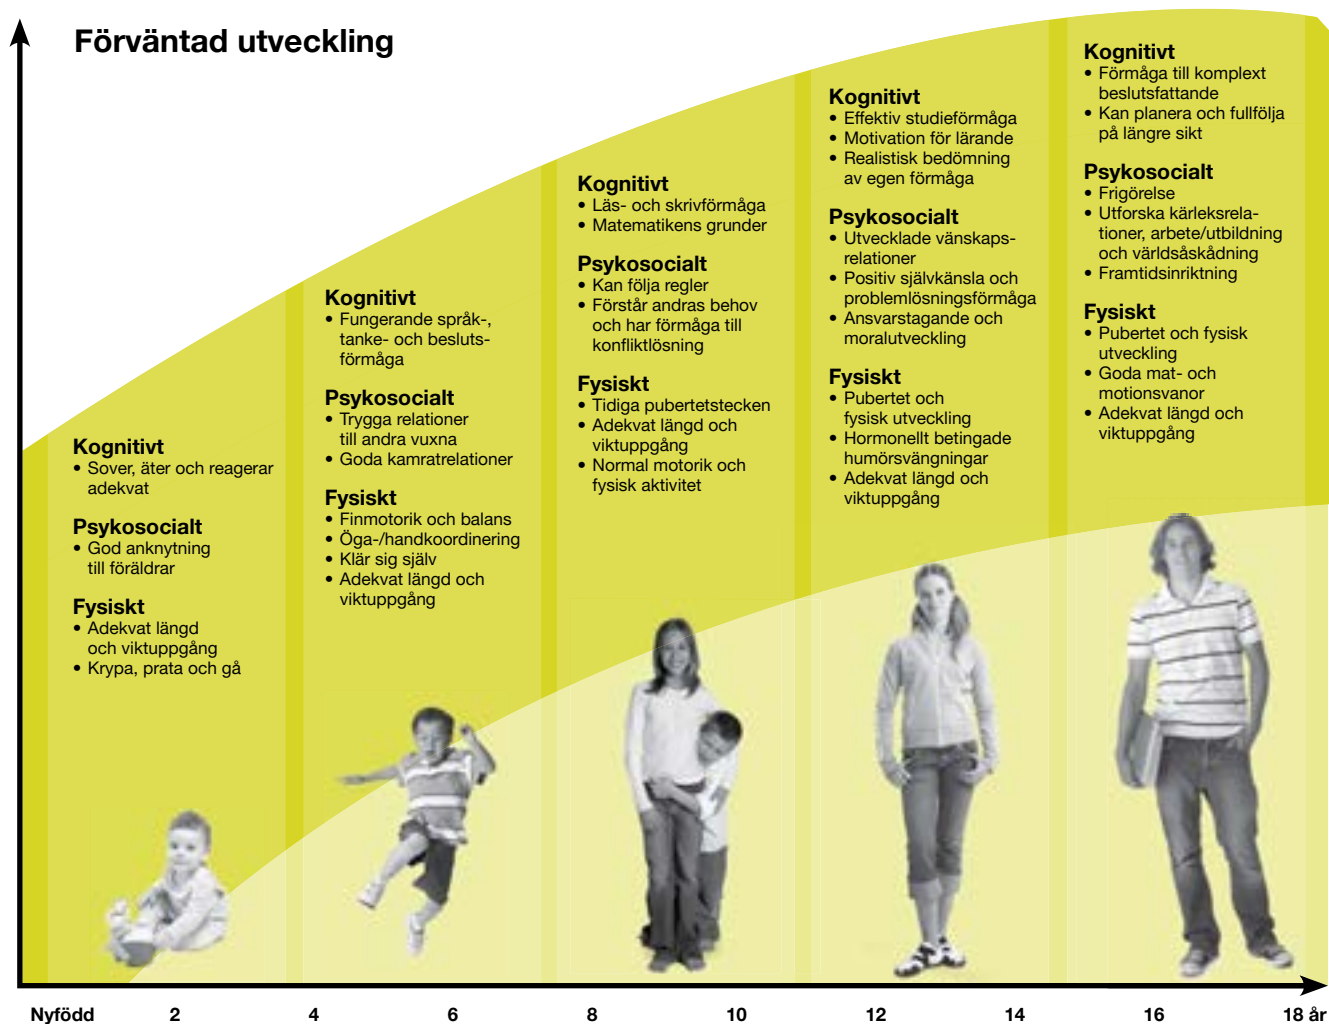 Förväntad utveckling
Kognitivt
• Sover, äter och reagerar
adekvat
Psykosocialt
• God anknytning
till föräldrar
Fysiskt
• Adekvat längd
och viktuppgång
• Krypa, prata och gå
Kognitivt
• Fungerande språk-,
tanke- och besluts-
förmåga
Psykosocialt
• Trygga relationer
till andra vuxna
• Goda kamratrelationer
Fysiskt
• Finmotorik och balans
• Öga-/handkoordinering
• Klär sig själv
• Adekvat längd och
viktuppgång
Kognitivt
• Läs- och skrivförmåga
• Matematikens grunder
Psykosocialt
• Kan följa regler
• Förstår andras behov
och har förmåga till
konfliktlösning
Fysiskt
• Tidiga pubertetstecken
• Adekvat längd och
viktuppgång
• Normal motorik och
fysisk aktivitet
Kognitivt
• Effektiv studieförmåga
• Motivation för lärande
• Realistisk bedömning
av egen förmåga
Psykosocialt
• Utvecklade vänskaps-
relationer
• Positiv självkänsla och
problemlösningsförmåga
• Ansvarstagande och
moralutveckling
Fysiskt
• Pubertet och
fysisk utveckling
• Hormonellt betingade
humörsvängningar
• Adekvat längd och
viktuppgång
Kognitivt
• Förmåga till komplext
beslutsfattande
• Kan planera och fullfölja
på längre sikt
Psykosocialt
• Frigörelse
• Utforska kärleksrela-
tioner, arbete/utbildning
och världsåskådning
• Framtidsinriktning
Fysiskt
• Pubertet och fysisk
utveckling
• Goda mat- och
motionsvanor
• Adekvat längd och
viktuppgång
Nyfödd 2 4 6 8 10 12 14 16 18 år